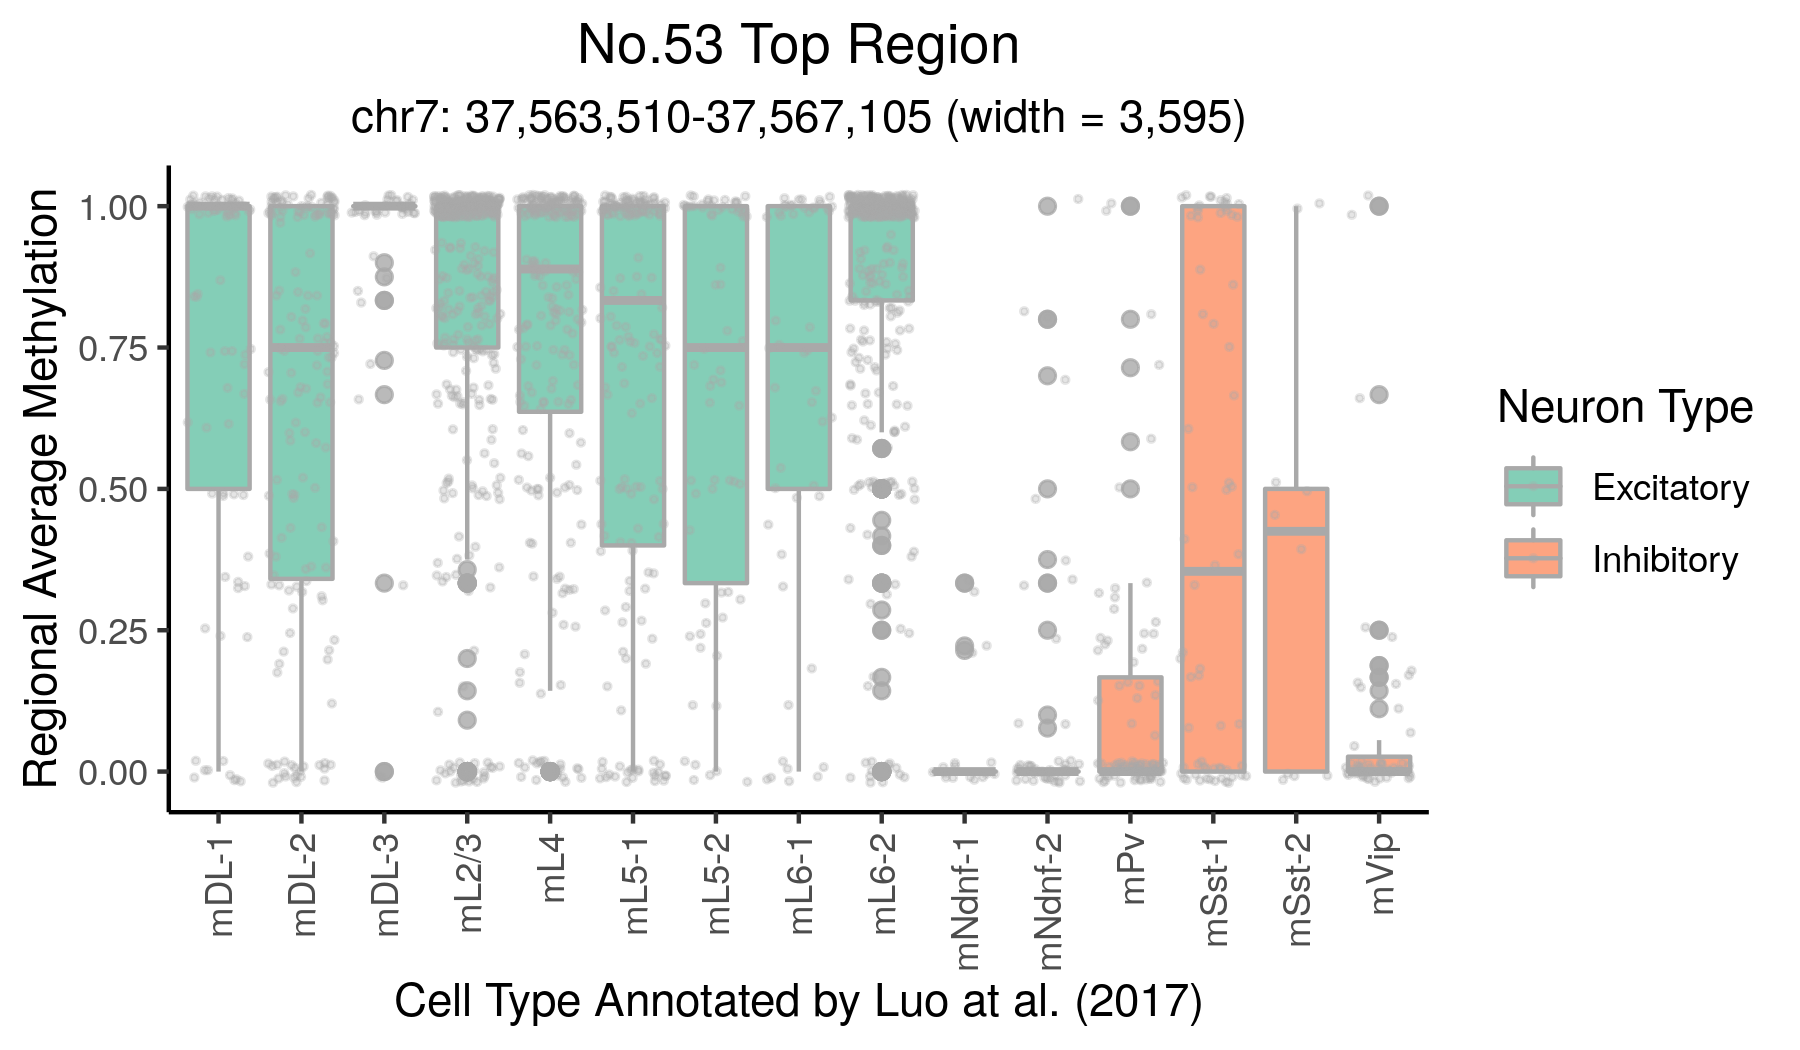 No.53 Top Region
chr7: 37,563,510-37,567,105 (width = 3,595)
Regional Average Methylation
1.00
0.75
0.50
0.25
0.00
mDL-1
mDL-2
mDL-3
mL2/3
mL4
mL5-1
mL5-2
mL6-1
mL6-2
mNdnf-1
mNdnf-2
mPv
mSst-1
mSst-2
mVip
Cell Type Annotated by Luo at al. (2017)
Neuron Type
Excitatory
Inhibitory